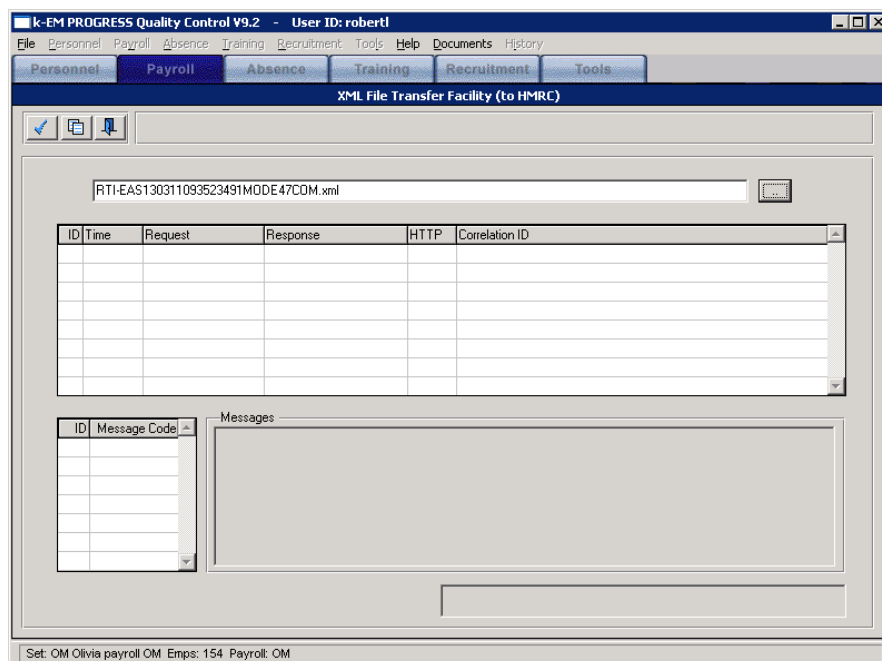 k-EM PROGRESS Quality Control V9.2 - User ID: robertl
File Personnel Payroll Absence Training Recruitment Tools Help Documents History
Personnel Payroll Absence Training Recruitment Tools
XML File Transfer Facility (to HMRC)
RTI-EAS130311093523491MODE47COM.xml
..
ID Time Request Response HTTP Correlation ID
Messages
ID Message Code
Set: OM Olivia payroll OM Emps: 154 Payroll: OM